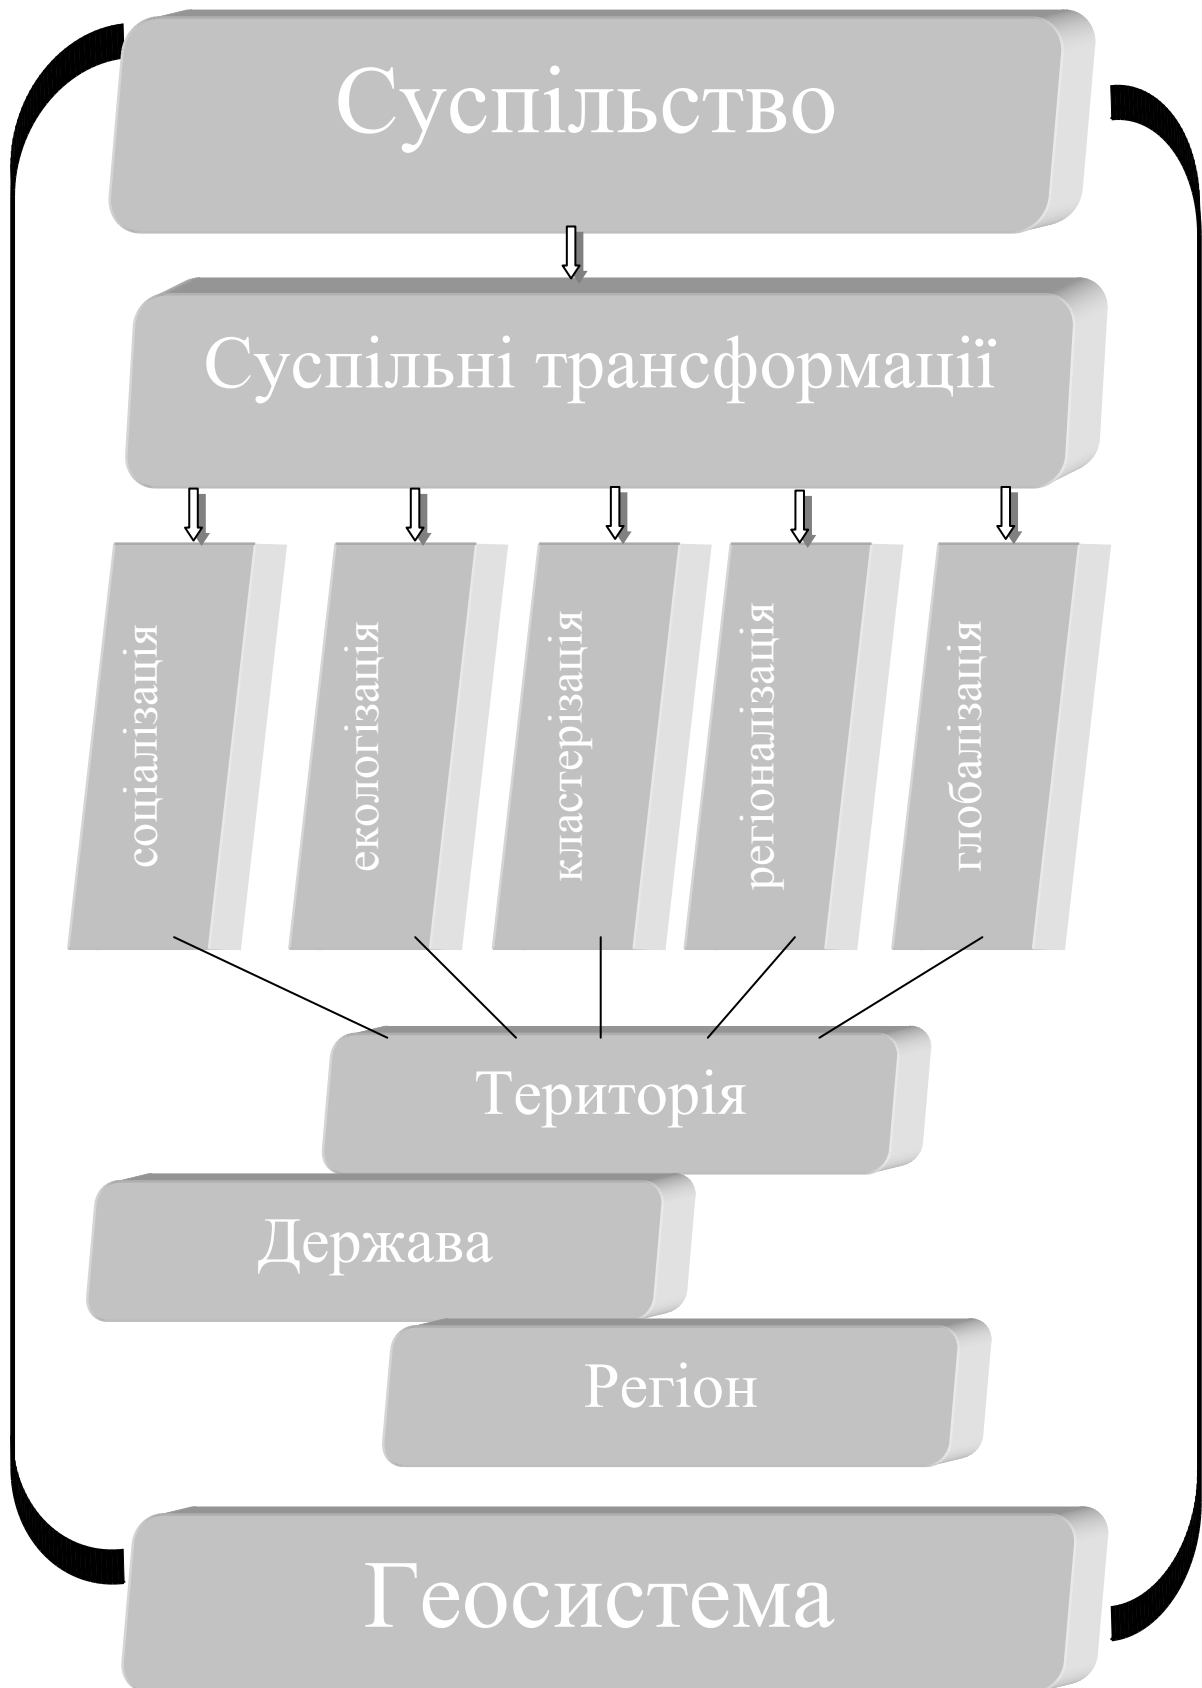 Суспільство
Суспільні трансформації
соціалізація
екологізація
кластерізація
регіоналізація
глобалізація
Територія
Держава
Регіон
Геосистема